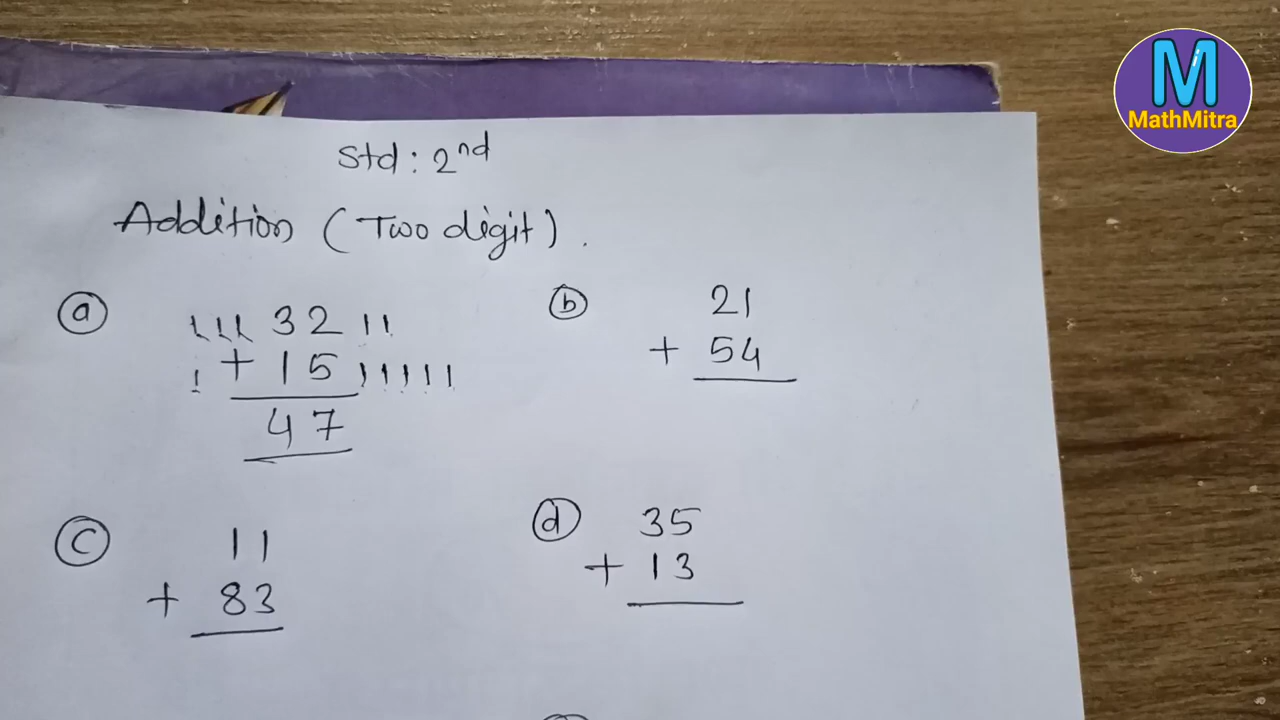 M
MathMitra
Std : 2nd
Addition (Two digit).
a
32
+ 15
47
b
21
+ 54
c
11
+ 83
d
35
+ 13